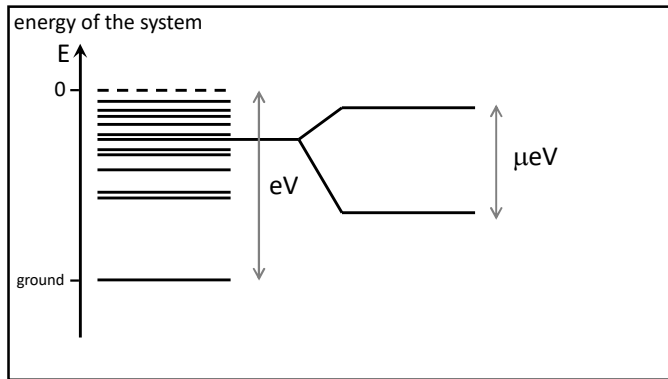 energy of the system
E
0
eV
μeV
ground